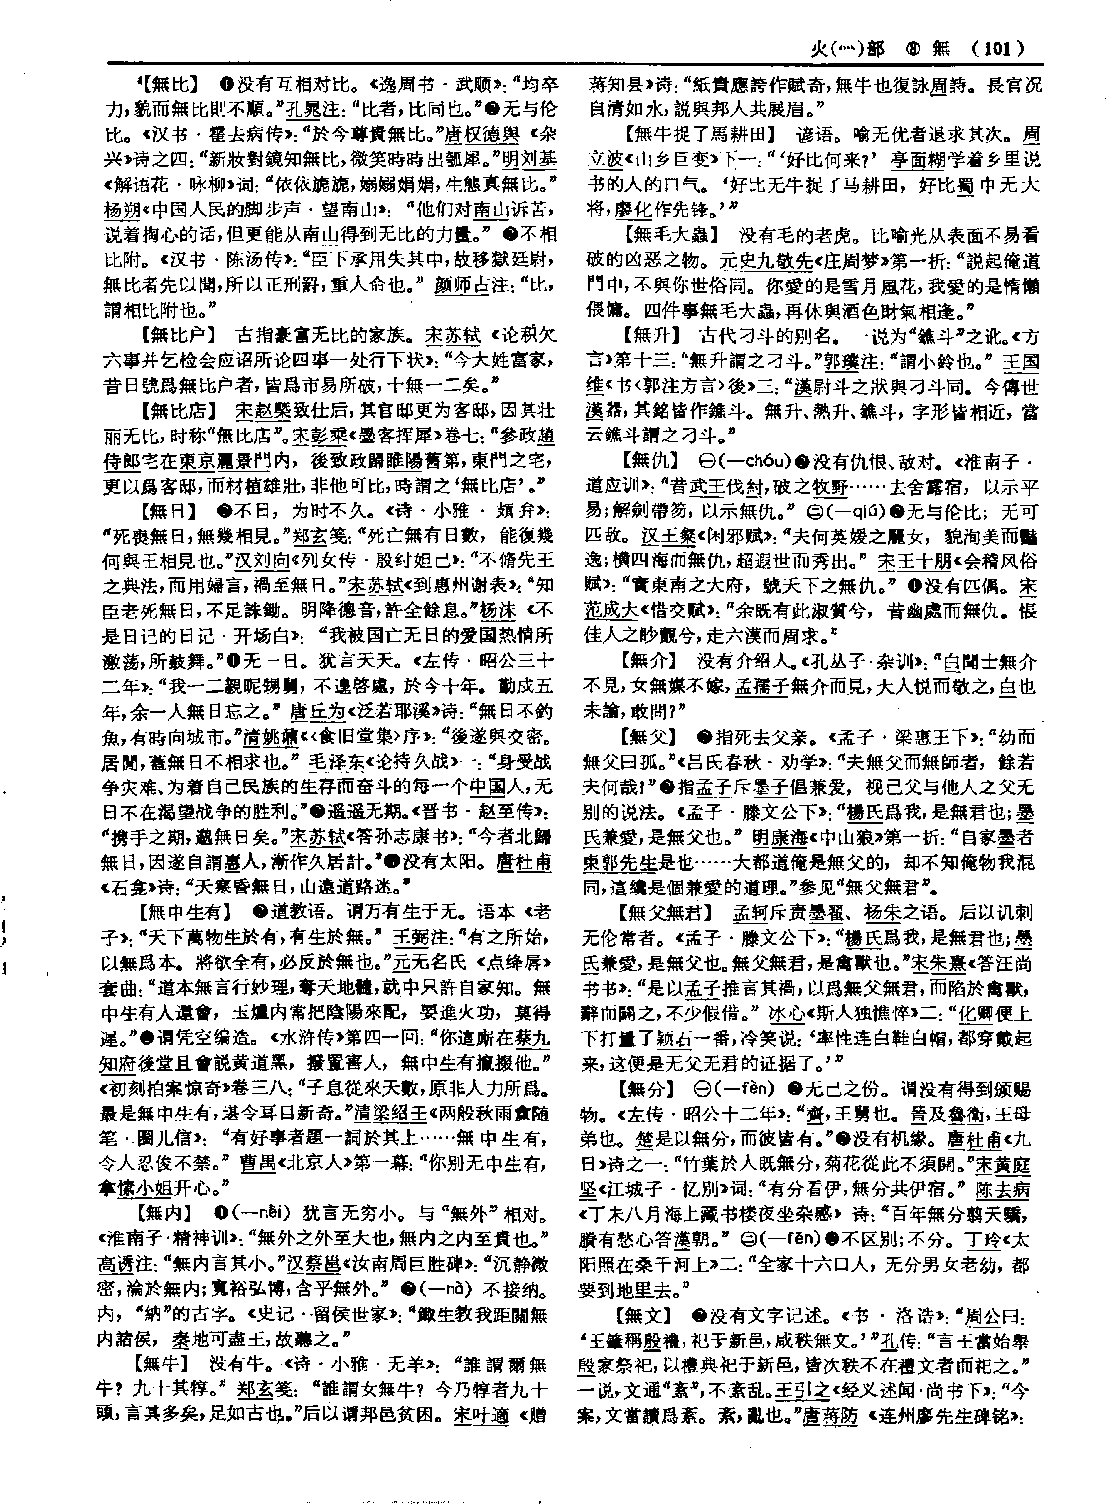 火(灬)部 ⑧ 無 (101)
【無比】 ❶没有互相对比。《逸周书·武顺》：“均卒
力，貌而無比則不順。”孔晁注：“比者，比同也。”❷无与伦
比。《汉书·霍去病传》：“於今尊貴無比。”唐权德舆《杂
兴》诗之四：“新妝對鏡知無比，微笑時時出瓠犀。”明刘基
《解语花·咏柳》词：“依依旎旎，嫋嫋娟娟，生態真無比。”
杨朔《中国人民的脚步声·望南山》：“他们对南山诉苦，
说着掏心的话，但更能从南山得到无比的力量。” ❸不相
比附。《汉书·陈汤传》：“臣下承用失其中，故移獄廷尉，
無比者先以聞，所以正刑罰，重人命也。” 颜师古注：“比，
謂相比附也。”
【無比户】 古指豪富无比的家族。宋苏轼《论积欠
六事并乞检会应诏所论四事一处行下状》：“今大姓富家，
昔日號爲無比户者，皆爲市易所破，十無一二矣。”
【無比店】 宋赵槩致仕后，其官邸更为客邸，因其壮
丽无比，时称“無比店”。宋彭乘《墨客挥犀》卷七：“參政趙
侍郎宅在東京麗景門内，後致政歸睢陽舊第，東門之宅，
更以爲客邸，而材植雄壯，非他可比，時謂之‘無比店’。”
【無日】 ❶不日，为时不久。《诗·小雅·頍弁》：
“死喪無日，無幾相見。”郑玄笺：“死亡無有日數，能復幾
何與王相見也。”汉刘向《列女传·殷纣妲己》：“不脩先王
之典法，而用婦言，禍至無日。”宋苏轼《到惠州谢表》：“知
臣老死無日，不足誅鋤。明降德音，許全餘息。”杨沫《不
是日记的日记·开场白》：“我被国亡无日的爱国热情所
激荡，所鼓舞。”❷无一日。犹言天天。《左传·昭公三十
二年》：“我一二親昵甥舅，不遑啓處，於今十年。勤戍五
年，余一人無日忘之。”唐丘为《泛若耶溪》诗：“無日不釣
魚，有時向城市。”清姚鼐《〈食旧堂集〉序》：“後遂與交密。
居閒，蓋無日不相求也。” 毛泽东《论持久战》一：“身受战
争灾难、为着自己民族的生存而奋斗的每一个中国人，无
日不在渴望战争的胜利。”❸遥遥无期。《晋书·赵至传》：
“携手之期，邈無日矣。”宋苏轼《答孙志康书》：“今者北歸
無日，因遂自謂惠人，漸作久居計。”❹没有太阳。唐杜甫
《石龛》诗：“天寒昏無日，山遠道路迷。”
【無中生有】 ❶道教语。谓万有生于无。语本《老
子》：“天下萬物生於有，有生於無。” 王弼注：“有之所始，
以無爲本。將欲全有，必反於無也。”元无名氏《点绛唇》
套曲：“道本無言行妙理，奪天地髓，就中只許自家知。無
中生有人還會，玉爐内常把陰陽來配，要進火功，莫得
遲。”❷谓凭空编造。《水浒传》第四一回：“你這廝在蔡九
知府後堂且會説黄道黑，撥置害人，無中生有攛掇他。”
《初刻拍案惊奇》卷三八：“子息從來天數，原非人力所爲。
最是無中生有，堪令耳目新奇。”清梁绍壬《两般秋雨盦随
笔·圈儿信》：“有好事者題一詞於其上……無中生有，
令人忍俊不禁。” 曹禺《北京人》第一幕：“你别无中生有，
拿愫小姐开心。”
【無内】 ❶(—nèi) 犹言无穷小。与“無外”相对。
《淮南子·精神训》：“無外之外至大也，無内之内至貴也。”
高诱注：“無内言其小。”汉蔡邕《汝南周巨胜碑》：“沉静微
密，淪於無内；寬裕弘博，含乎無外。” ❷(—nà) 不接纳。
内，“纳”的古字。《史记·留侯世家》：“鯫生教我距關無
内諸侯，秦地可盡王，故聽之。”
【無牛】 没有牛。《诗·小雅·无羊》：“誰謂爾無
牛？九十其犉。” 郑玄笺：“誰謂女無牛？今乃犉者九十
頭，言其多矣，足如古也。”后以谓邦邑贫困。宋叶適《赠
蒋知县》诗：“紙貴應誇作賦奇，無牛也復詠周詩。長官况
自清如水，説與邦人共展眉。”
【無牛捉了馬耕田】 谚语。喻无优者退求其次。周
立波《山乡巨变》下一：“‘好比何来？’ 亭面糊学着乡里说
书的人的口气。‘好比无牛捉了马耕田，好比蜀中无大
将，廖化作先锋。’”
【無毛大蟲】 没有毛的老虎。比喻光从表面不易看
破的凶恶之物。元史九敬先《庄周梦》第一折：“説起俺道
門中，不與你世俗同。你愛的是雪月風花，我愛的是惰懶
偎慵。四件事無毛大蟲，再休與酒色財氣相逢。”
【無升】 古代刁斗的别名。一说为“鐎斗”之讹。《方
言》第十三：“無升謂之刁斗。”郭璞注：“謂小鈴也。” 王国
维《书〈郭注方言〉後》三：“漢尉斗之狀與刁斗同。今傳世
漢器，其銘皆作鐎斗。無升、熬升、鐎斗，字形皆相近，當
云鐎斗謂之刁斗。”
【無仇】 ㊀(—chóu)❶没有仇恨、敌对。《淮南子·
道应训》：“昔武王伐紂，破之牧野……去舍露宿，以示平
易；解劍帶笏，以示無仇。” ㊁(—qiú)❶无与伦比；无可
匹敌。汉王粲《闲邪赋》：“夫何英媛之麗女，貌洵美而豔
逸；横四海而無仇，超遐世而秀出。” 宋王十朋《会稽风俗
赋》：“實東南之大府，號天下之無仇。” ❷没有匹偶。宋
范成大《惜交赋》：“余既有此淑質兮，昔幽處而無仇。悵
佳人之眇覿兮，走六漢而周求。”
【無介】 没有介绍人。《孔丛子·杂训》：“白聞士無介
不見，女無媒不嫁，孟孺子無介而見，大人悦而敬之，白也
未諭，敢問？”
【無父】 ❶指死去父亲。《孟子·梁惠王下》：“幼而
無父曰孤。”《吕氏春秋·劝学》：“夫無父而無師者，餘若
夫何哉！”❷指孟子斥墨子倡兼爱，视己父与他人之父无
别的说法。《孟子·滕文公下》：“楊氏爲我，是無君也；墨
氏兼愛，是無父也。” 明康海《中山狼》第一折：“自家墨者
東郭先生是也……大都道俺是無父的，却不知俺物我混
同，這纔是個兼愛的道理。”参见“無父無君”。
【無父無君】 孟轲斥责墨翟、杨朱之语。后以讥刺
无伦常者。《孟子·滕文公下》：“楊氏爲我，是無君也；墨
氏兼愛，是無父也。無父無君，是禽獸也。”宋朱熹《答汪尚
书书》：“是以孟子推言其禍，以爲無父無君，而陷於禽獸，
辭而闢之，不少假借。” 冰心《斯人独憔悴》二：“化卿便上
下打量了颖石一番，冷笑说：‘率性连白鞋白帽，都穿戴起
来，这便是无父无君的证据了。’”
【無分】 ㊀(—fèn) ❶无己之份。谓没有得到颁赐
物。《左传·昭公十二年》：“齊，王舅也。晉及魯衛，王母
弟也。楚是以無分，而彼皆有。”❷没有机缘。唐杜甫《九
日》诗之一：“竹葉於人既無分，菊花從此不須開。”宋黄庭
坚《江城子·忆别》词：“有分看伊，無分共伊宿。” 陈去病
《丁未八月海上藏书楼夜坐杂感》诗：“百年無分翳天驕，
賸有愁心答漢朝。” ㊁(—fēn)❶不区别；不分。丁玲《太
阳照在桑干河上》二：“全家十六口人，无分男女老幼，都
要到地里去。”
【無文】 ❶没有文字记述。《书·洛诰》：“周公曰：
‘王肇稱殷禮，祀于新邑，咸秩無文。’”孔传：“言王當始舉
殷家祭祀，以禮典祀于新邑，皆次秩不在禮文者而祀之。”
一说，文通“紊”，不紊乱。王引之《经义述闻·尚书下》：“今
案，文當讀爲紊。紊，亂也。”唐蒋防《连州廖先生碑铭》：